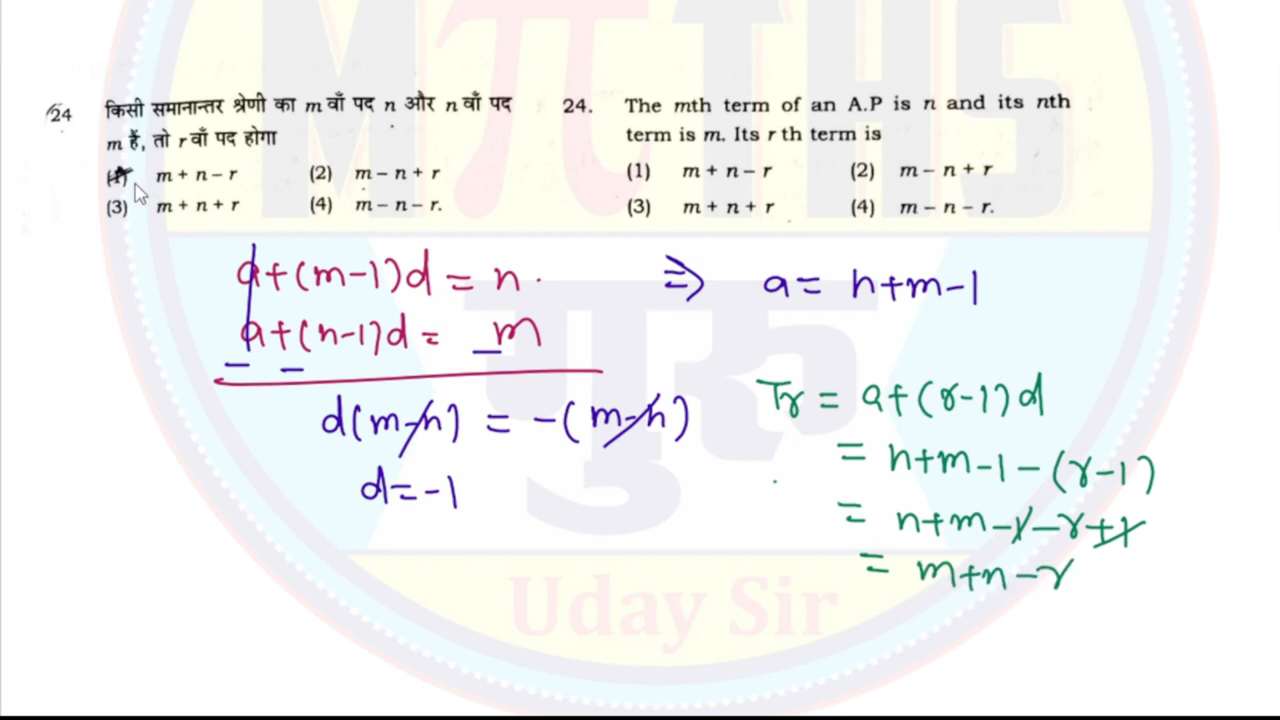 MπTHS
24 किसी समानान्तर श्रेणी का m वाँ पद n और n वाँ पद
m हैं, तो r वाँ पद होगा
(1) m + n – r (2) m – n + r
(3) m + n + r (4) m – n – r.
24. The mth term of an A.P is n and its nth
term is m. Its r th term is
(1) m + n – r (2) m – n + r
(3) m + n + r (4) m – n – r.
a+(m-1)d = n.
a+(n-1)d = m
– – –
d(m-n) = -(m-n)
d=-1
⇒ a = n+m-1
Tr = a+(r-1)d
= n+m-1-(r-1)
= n+m-1-r+1
= m+n-r
गुरु
Uday Sir